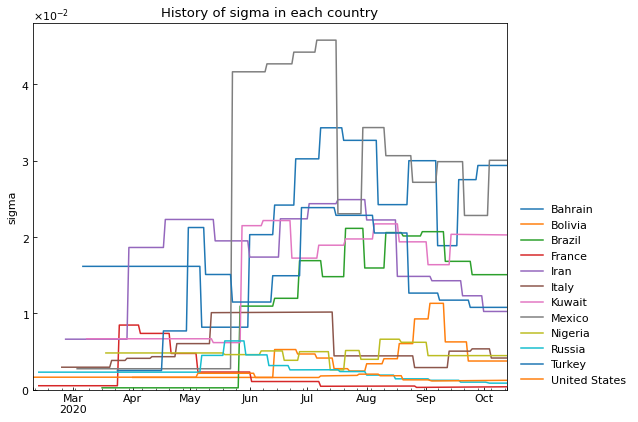 History of sigma in each country
×10⁻²
4
3
2
1
0
sigma
Mar
2020
Apr
May
Jun
Jul
Aug
Sep
Oct
Bahrain
Bolivia
Brazil
France
Iran
Italy
Kuwait
Mexico
Nigeria
Russia
Turkey
United States